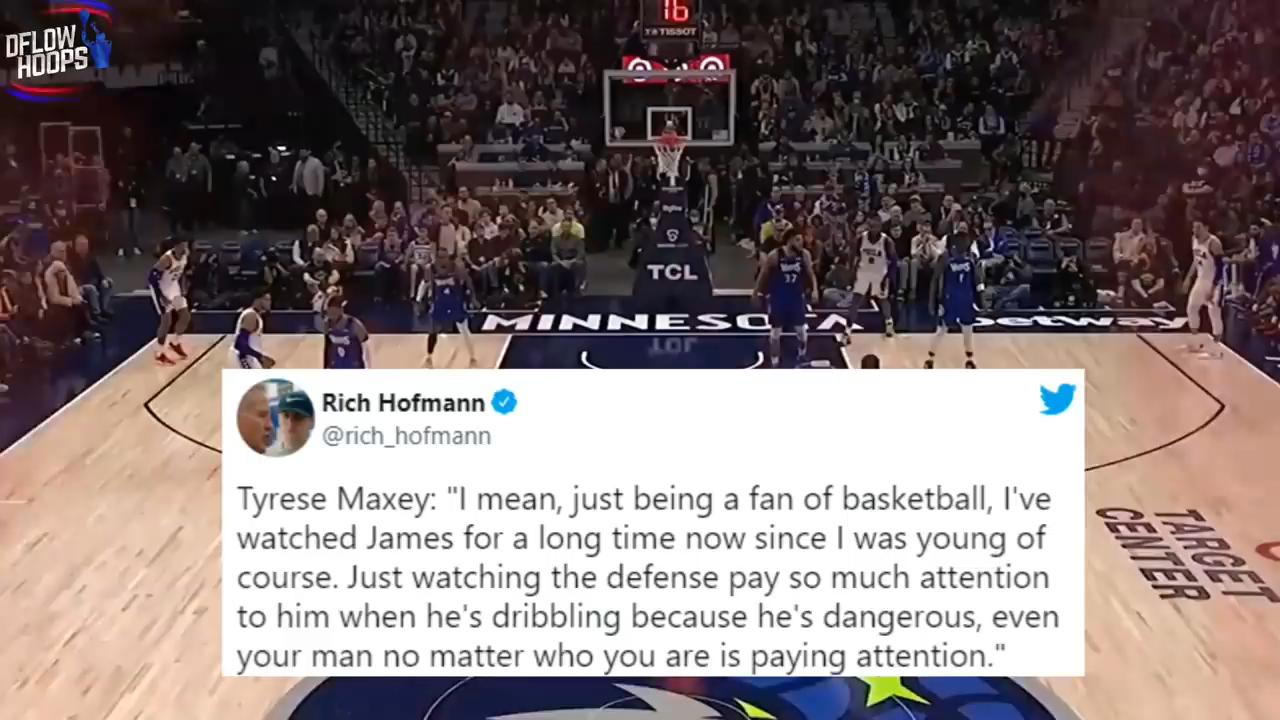 DFLOW
HOOPS
16
TISSOT
TCL
MINNESOTA
betway
Rich Hofmann
@rich_hofmann
Tyrese Maxey: "I mean, just being a fan of basketball, I've
watched James for a long time now since I was young of
course. Just watching the defense pay so much attention
to him when he's dribbling because he's dangerous, even
your man no matter who you are is paying attention."
TARGET
CENTER